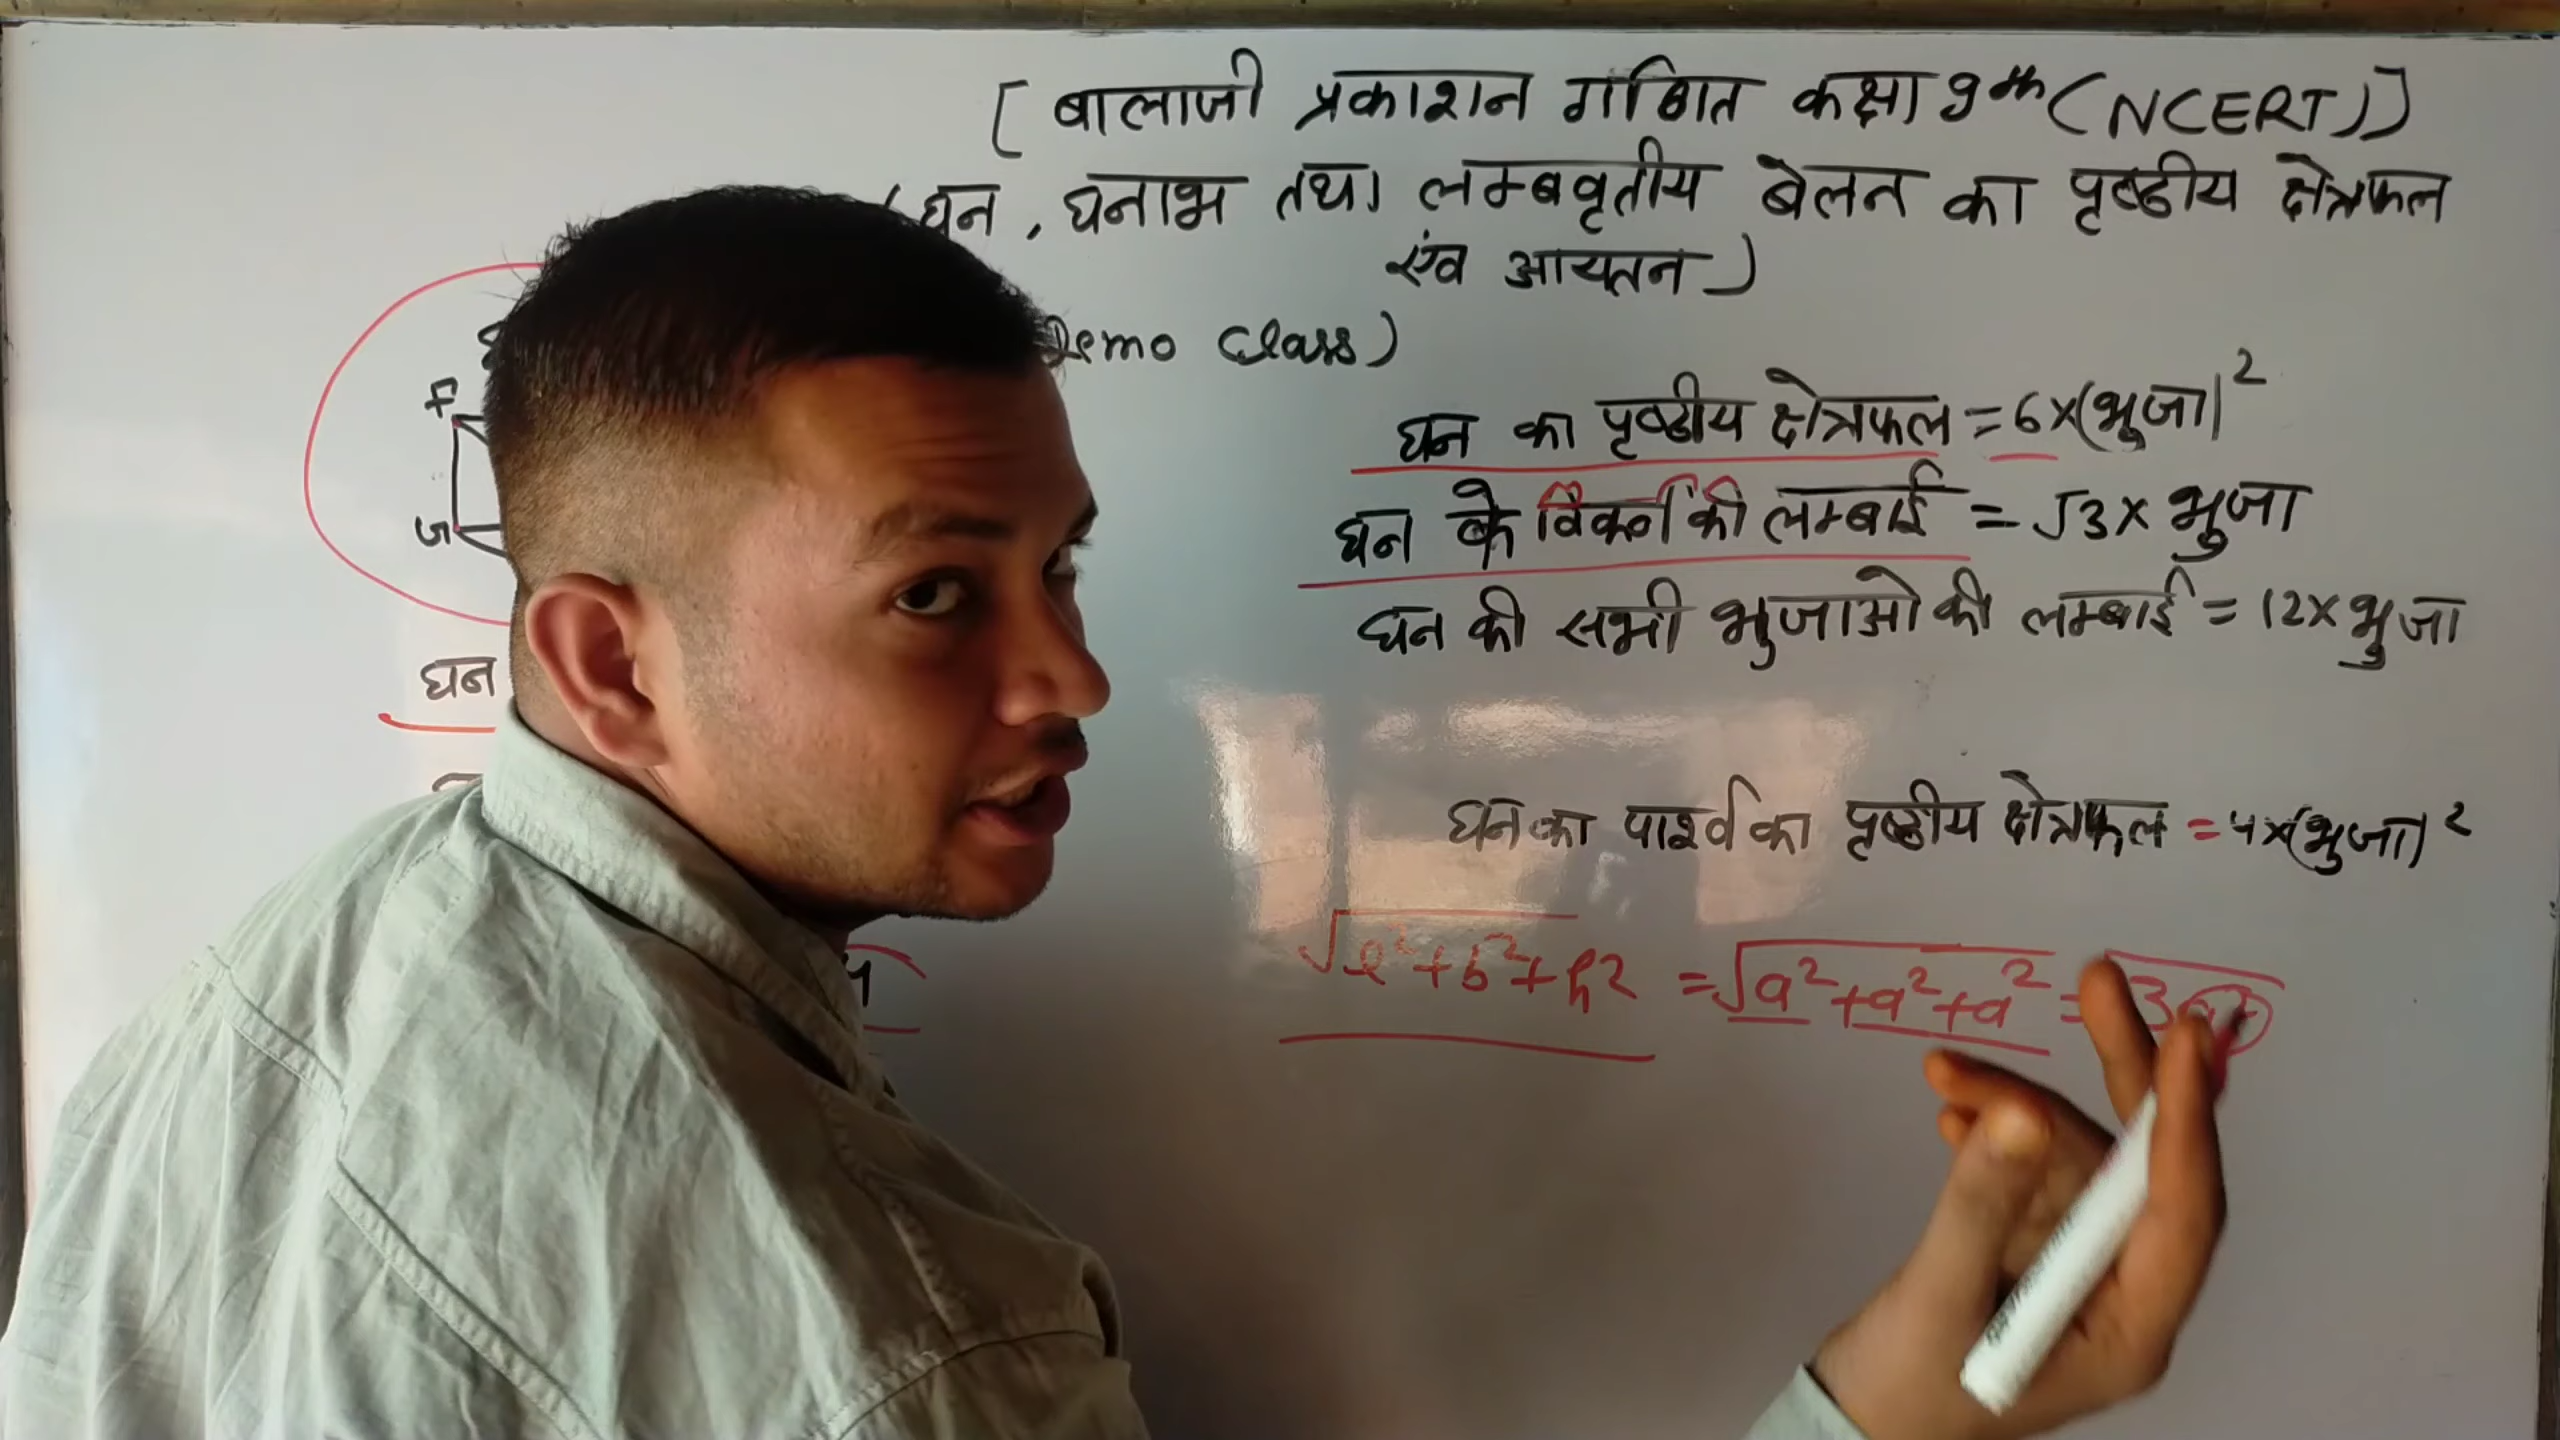 [ बालाजी प्रकाशन गणित कक्षा 9th (NCERT)]
(घन, घनाभ तथा लम्बवृतीय बेलन का पृष्ठीय क्षेत्रफल
एंव आयतन)
Demo Class)
F
G
घन का पृष्ठीय क्षेत्रफल = 6×(भुजा)²
घन के विकर्ण की लम्बाई = √3 × भुजा
घन की सभी भुजाओ की लम्बाई = 12× भुजा
घन
घन का पार्श्व का पृष्ठीय क्षेत्रफल = 4×(भुजा)²
√l²+b²+h² = √a²+a²+a² = √3a²